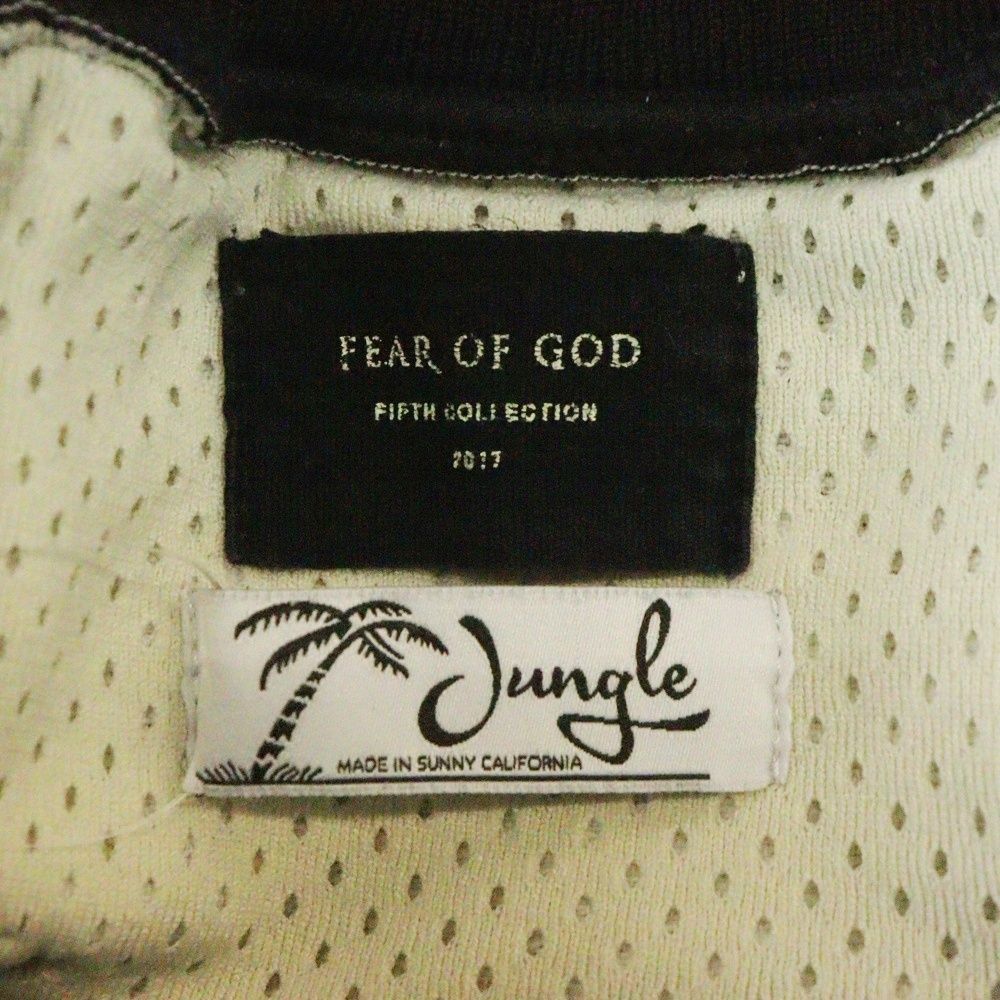 FEAR OF GOD
FIFTH COLLECTION
2017
Jungle
MADE IN SUNNY CALIFORNIA